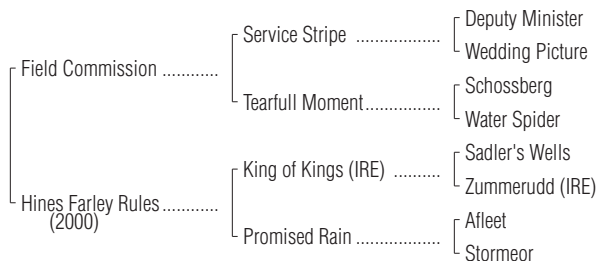 Deputy Minister
Service Stripe ..................
Wedding Picture
Field Commission ............
Schossberg
Tearfull Moment................
Water Spider
Sadler's Wells
King of Kings (IRE) ..........
Zummerudd (IRE)
Hines Farley Rules ............
(2000)
Afleet
Promised Rain ..................
Stormeor